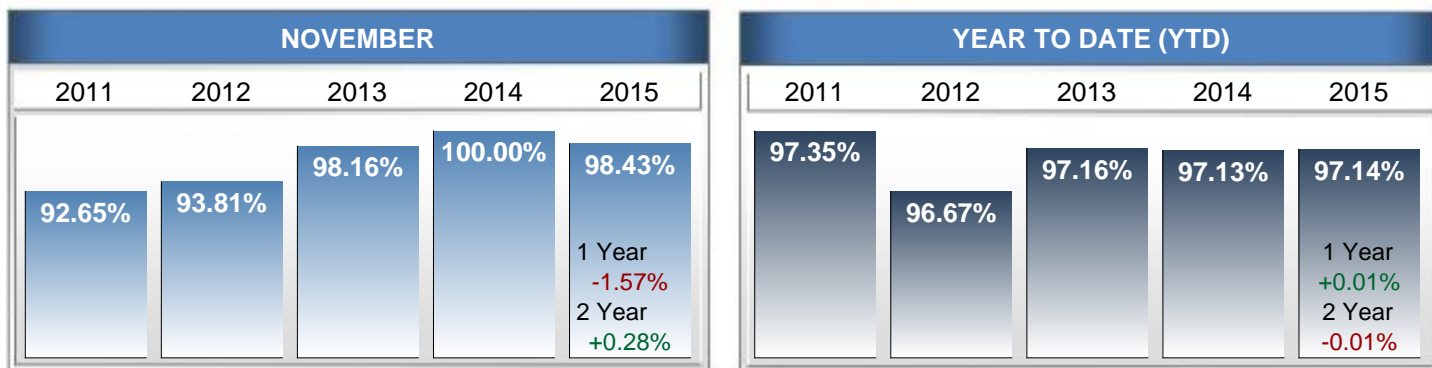 NOVEMBER
2011 2012 2013 2014 2015
92.65% 93.81% 98.16% 100.00% 98.43%
1 Year
-1.57%
2 Year
+0.28%
YEAR TO DATE (YTD)
2011 2012 2013 2014 2015
97.35% 96.67% 97.16% 97.13% 97.14%
1 Year
+0.01%
2 Year
-0.01%